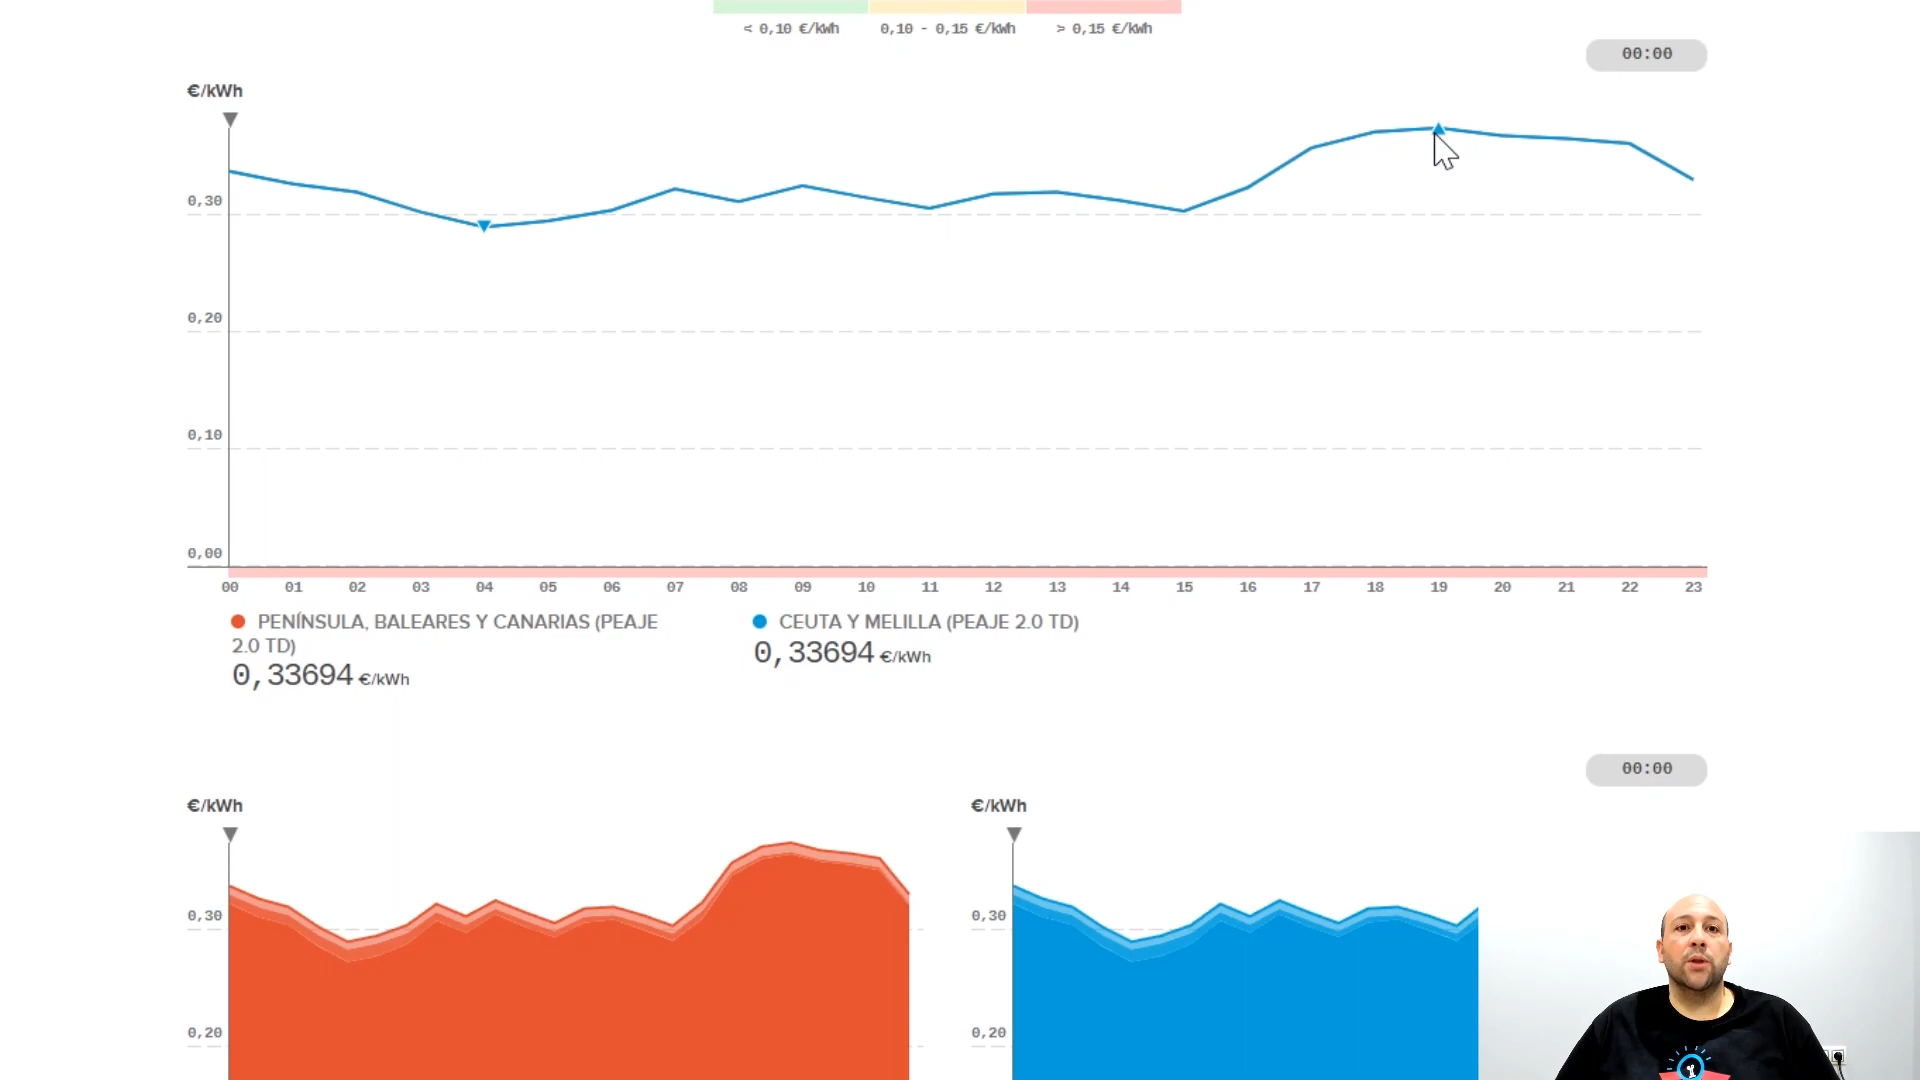 < 0,10 €/kWh 0,10 - 0,15 €/kWh > 0,15 €/kWh
00:00
€/kWh
0,30
0,20
0,10
0,00
00 01 02 03 04 05 06 07 08 09 10 11 12 13 14 15 16 17 18 19 20 21 22 23
PENÍNSULA, BALEARES Y CANARIAS (PEAJE
2.0 TD)
0,33694 €/kWh
CEUTA Y MELILLA (PEAJE 2.0 TD)
0,33694 €/kWh
00:00
€/kWh
0,30
0,20
€/kWh
0,30
0,20